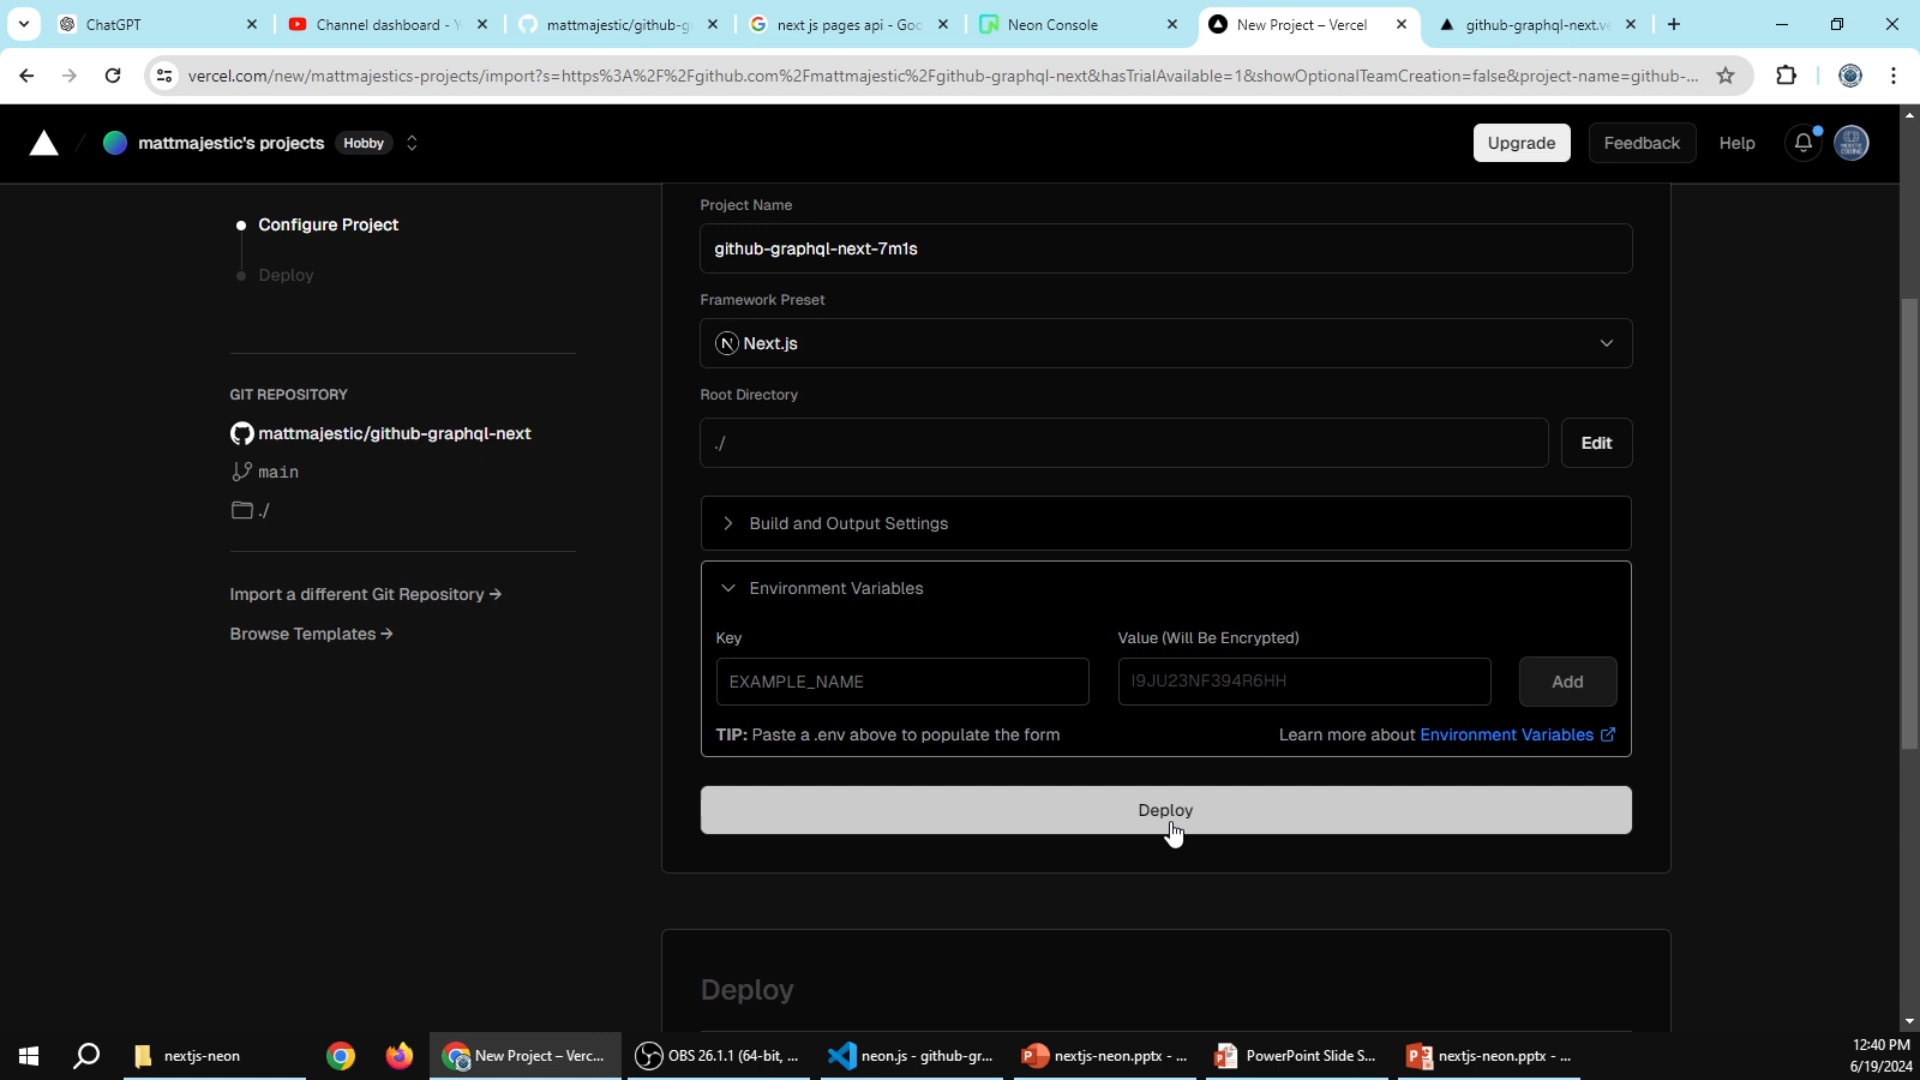 ChatGPT
Channel dashboard - Y
mattmajestic/github-g
next js pages api - Goo
Neon Console
New Project – Vercel
github-graphql-next.ve
vercel.com/new/mattmajestics-projects/import?s=https%3A%2F%2Fgithub.com%2Fmattmajestic%2Fgithub-graphql-next&hasTrialAvailable=1&showOptionalTeamCreation=false&project-name=github-...
mattmajestic's projects
Hobby
Upgrade
Feedback
Help
Configure Project
Deploy
GIT REPOSITORY
mattmajestic/github-graphql-next
main
./
Import a different Git Repository →
Browse Templates →
Project Name
github-graphql-next-7m1s
Framework Preset
N Next.js
Root Directory
./
Edit
Build and Output Settings
Environment Variables
Key
Value (Will Be Encrypted)
EXAMPLE_NAME
I9JU23NF394R6HH
Add
TIP: Paste a .env above to populate the form
Learn more about Environment Variables
Deploy
Deploy
nextjs-neon
New Project – Verc...
OBS 26.1.1 (64-bit, ...
neon.js - github-gr...
nextjs-neon.pptx - ...
PowerPoint Slide S...
nextjs-neon.pptx - ...
12:40 PM
6/19/2024